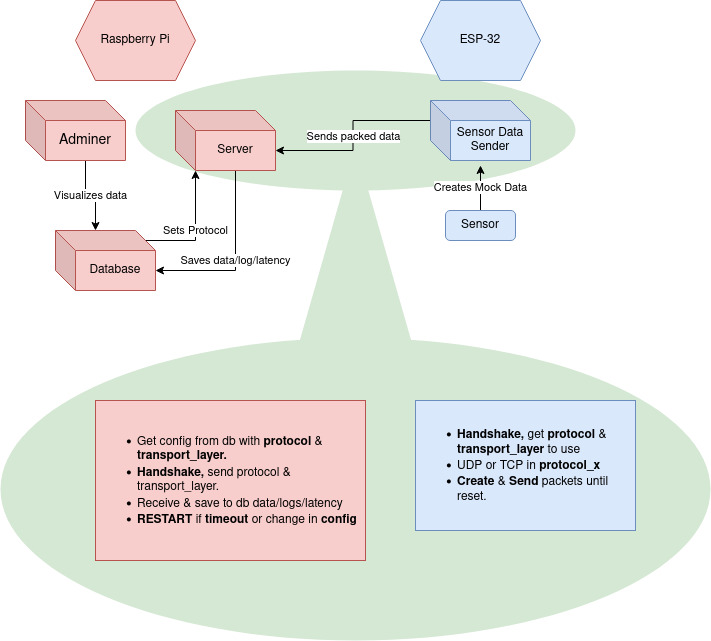 Raspberry Pi
ESP-32
Adminer
Server
Sends packed data
Sensor Data
Sender
Visualizes data
Creates Mock Data
Sets Protocol
Sensor
Database
Saves data/log/latency
• Get config from db with protocol &
transport_layer.
• Handshake, send protocol &
transport_layer.
• Receive & save to db data/logs/latency
• RESTART if timeout or change in config
• Handshake, get protocol &
transport_layer to use
• UDP or TCP in protocol_x
• Create & Send packets until
reset.